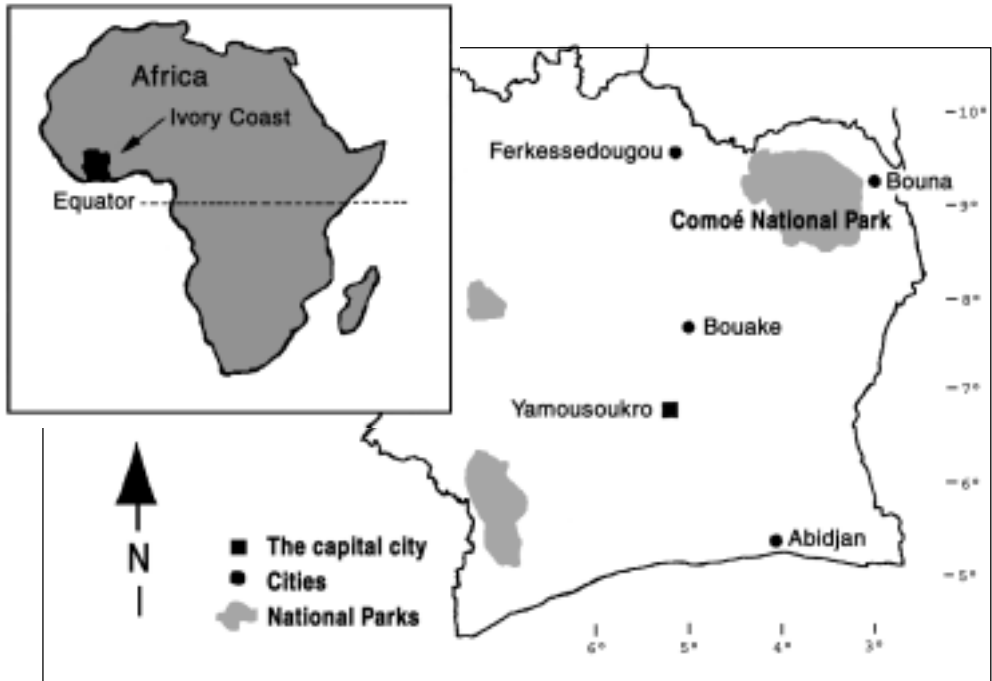 Africa
Ivory Coast
Equator
Ferkessedougou
Bouna
Comoé National Park
Bouake
Yamousoukro
Abidjan
-10°
-9°
-8°
-7°
-6°
-5°
6°
5°
4°
3°
N
The capital city
Cities
National Parks